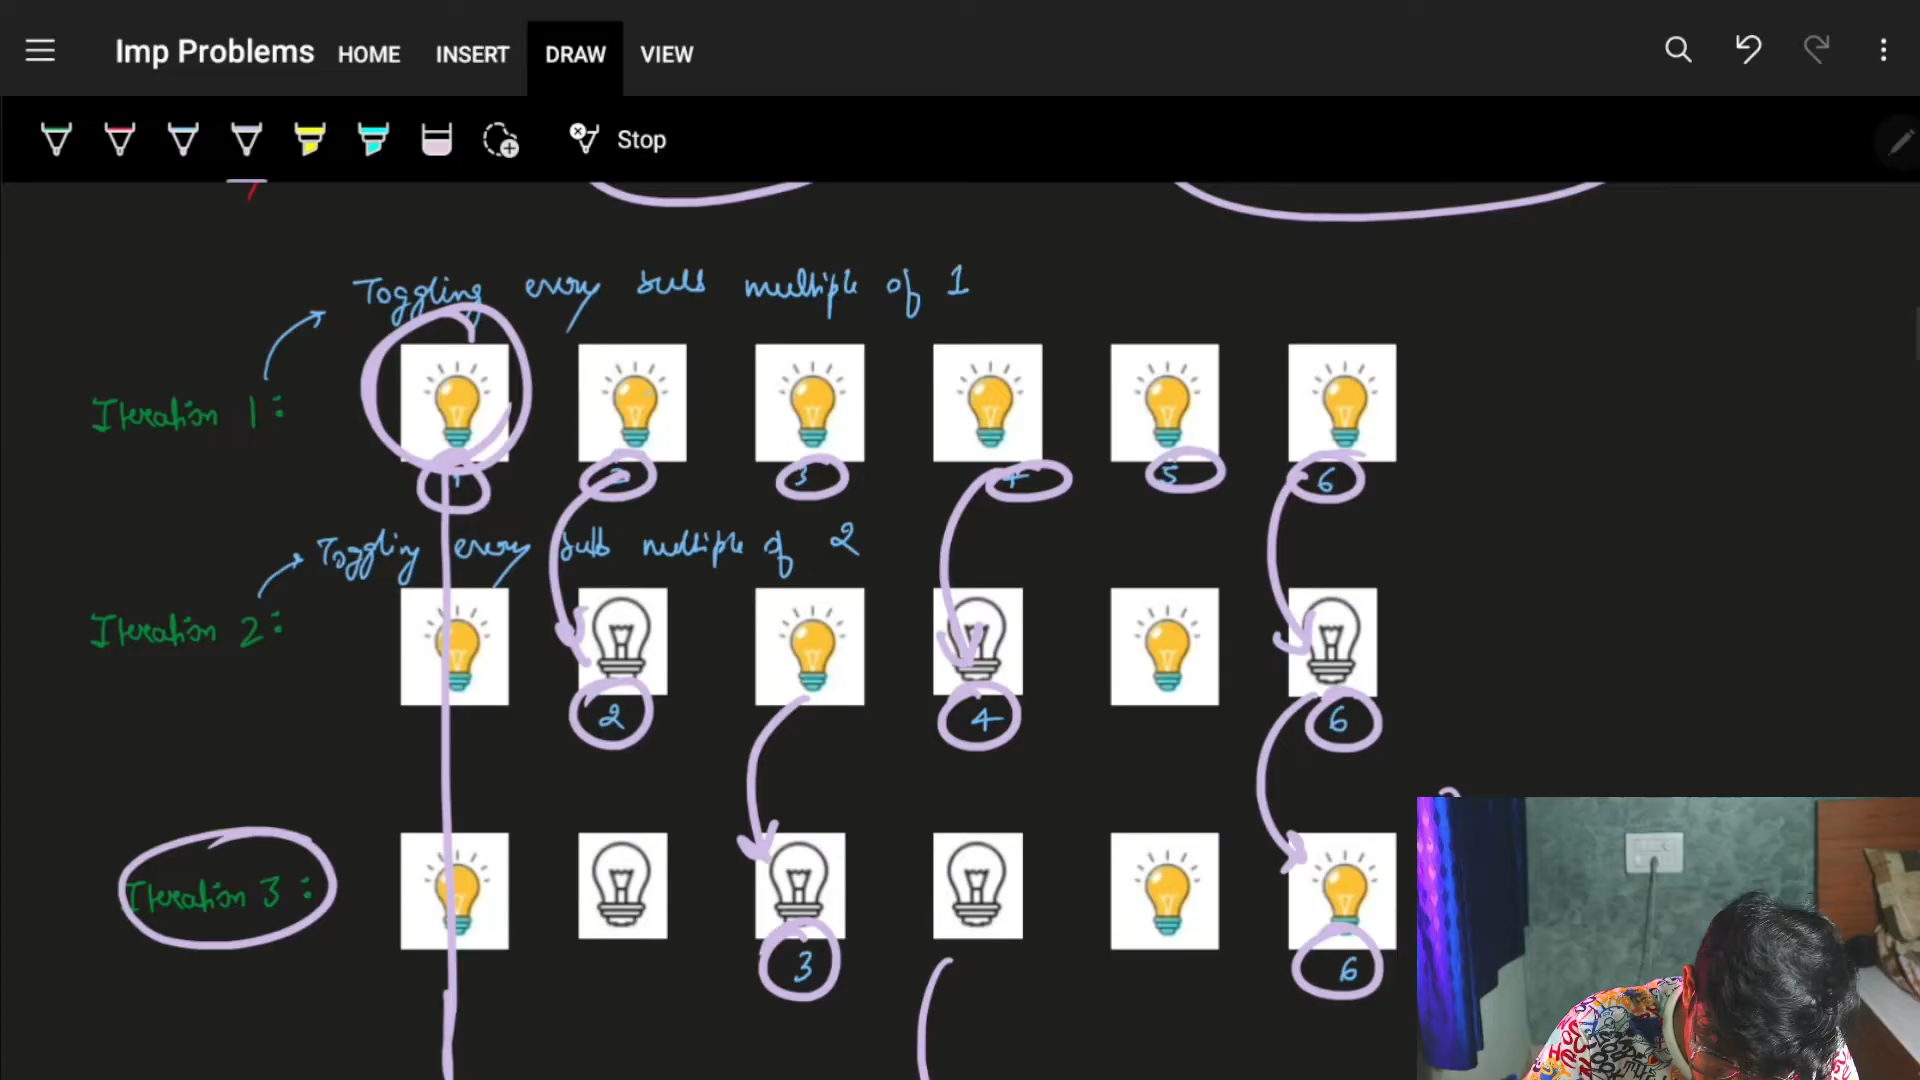 Imp Problems HOME INSERT DRAW VIEW
Stop
Toggling every bulb multiple of 1
Iteration 1:
1 2 3 4 5 6
Toggling every bulb multiple of 2
Iteration 2:
2 4 6
Iteration 3:
3 6